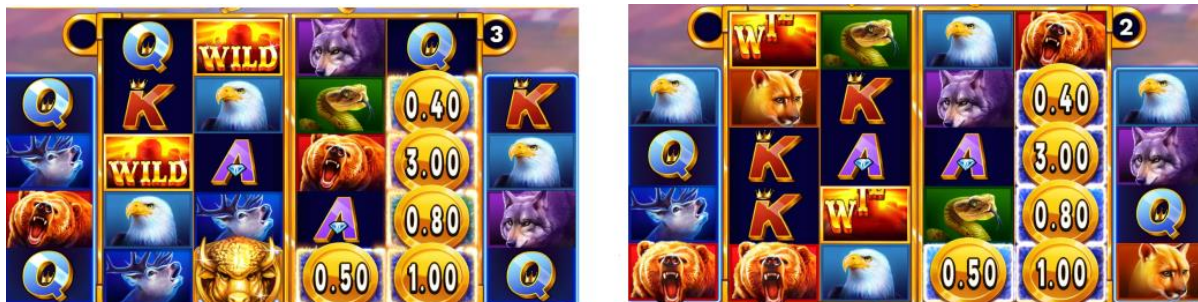 Q WILD Q 3
Q K 0.40 K
WILD A 3.00
A 0.80
Q 0.50 1.00 Q
2
K 0.40
Q K A A 3.00
K 0.80 Q
0.50 1.00